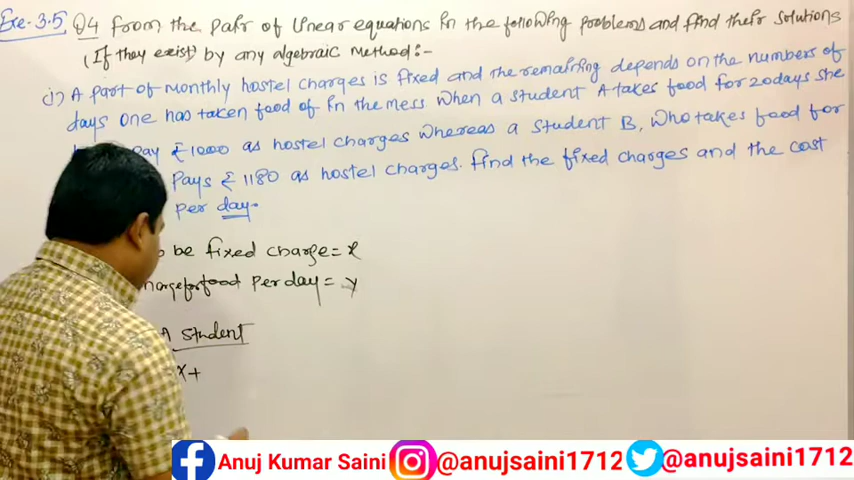 Exe-3.5 Q4 from the pair of linear equations in the following problems and find their solutions
(If they exist) by any algebraic method:-
(i) A part of monthly hostel charges is fixed and the remaining depends on the numbers of
days one has taken food of in the mess when a student A takes food for 20days she
Pay ₹1000 as hostel charges whereas a student B, who takes food for
Pays ₹1180 as hostel charges. find the fixed charges and the cost
per day.
be fixed charge = x
for food Per day = y
A student
x +
Anuj Kumar Saini @anujsaini1712 @anujsaini1712